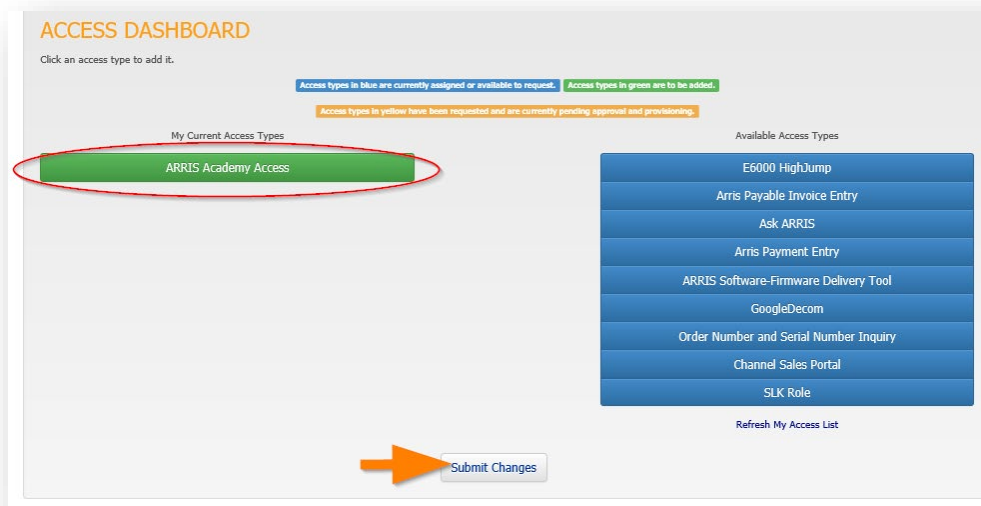 ACCESS DASHBOARD
Click an access type to add it.
Access types in blue are currently assigned or available to request. Access types in green are to be added.
Access types in yellow have been requested and are currently pending approval and provisioning.
My Current Access Types
ARRIS Academy Access
Available Access Types
E6000 HighJump
Arris Payable Invoice Entry
Ask ARRIS
Arris Payment Entry
ARRIS Software-Firmware Delivery Tool
GoogleDecom
Order Number and Serial Number Inquiry
Channel Sales Portal
SLK Role
Refresh My Access List
Submit Changes